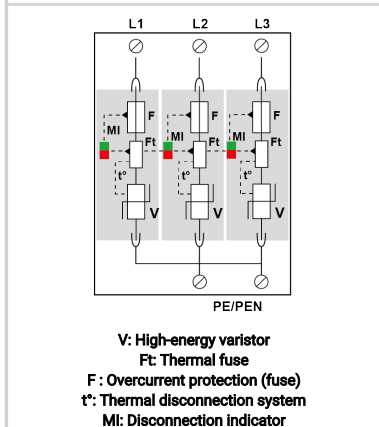 L1 L2 L3
F F F
MI MI MI
Ft Ft Ft
t° t° t°
V V V
PE/PEN
V: High-energy varistor
Ft: Thermal fuse
F : Overcurrent protection (fuse)
t°: Thermal disconnection system
MI: Disconnection indicator